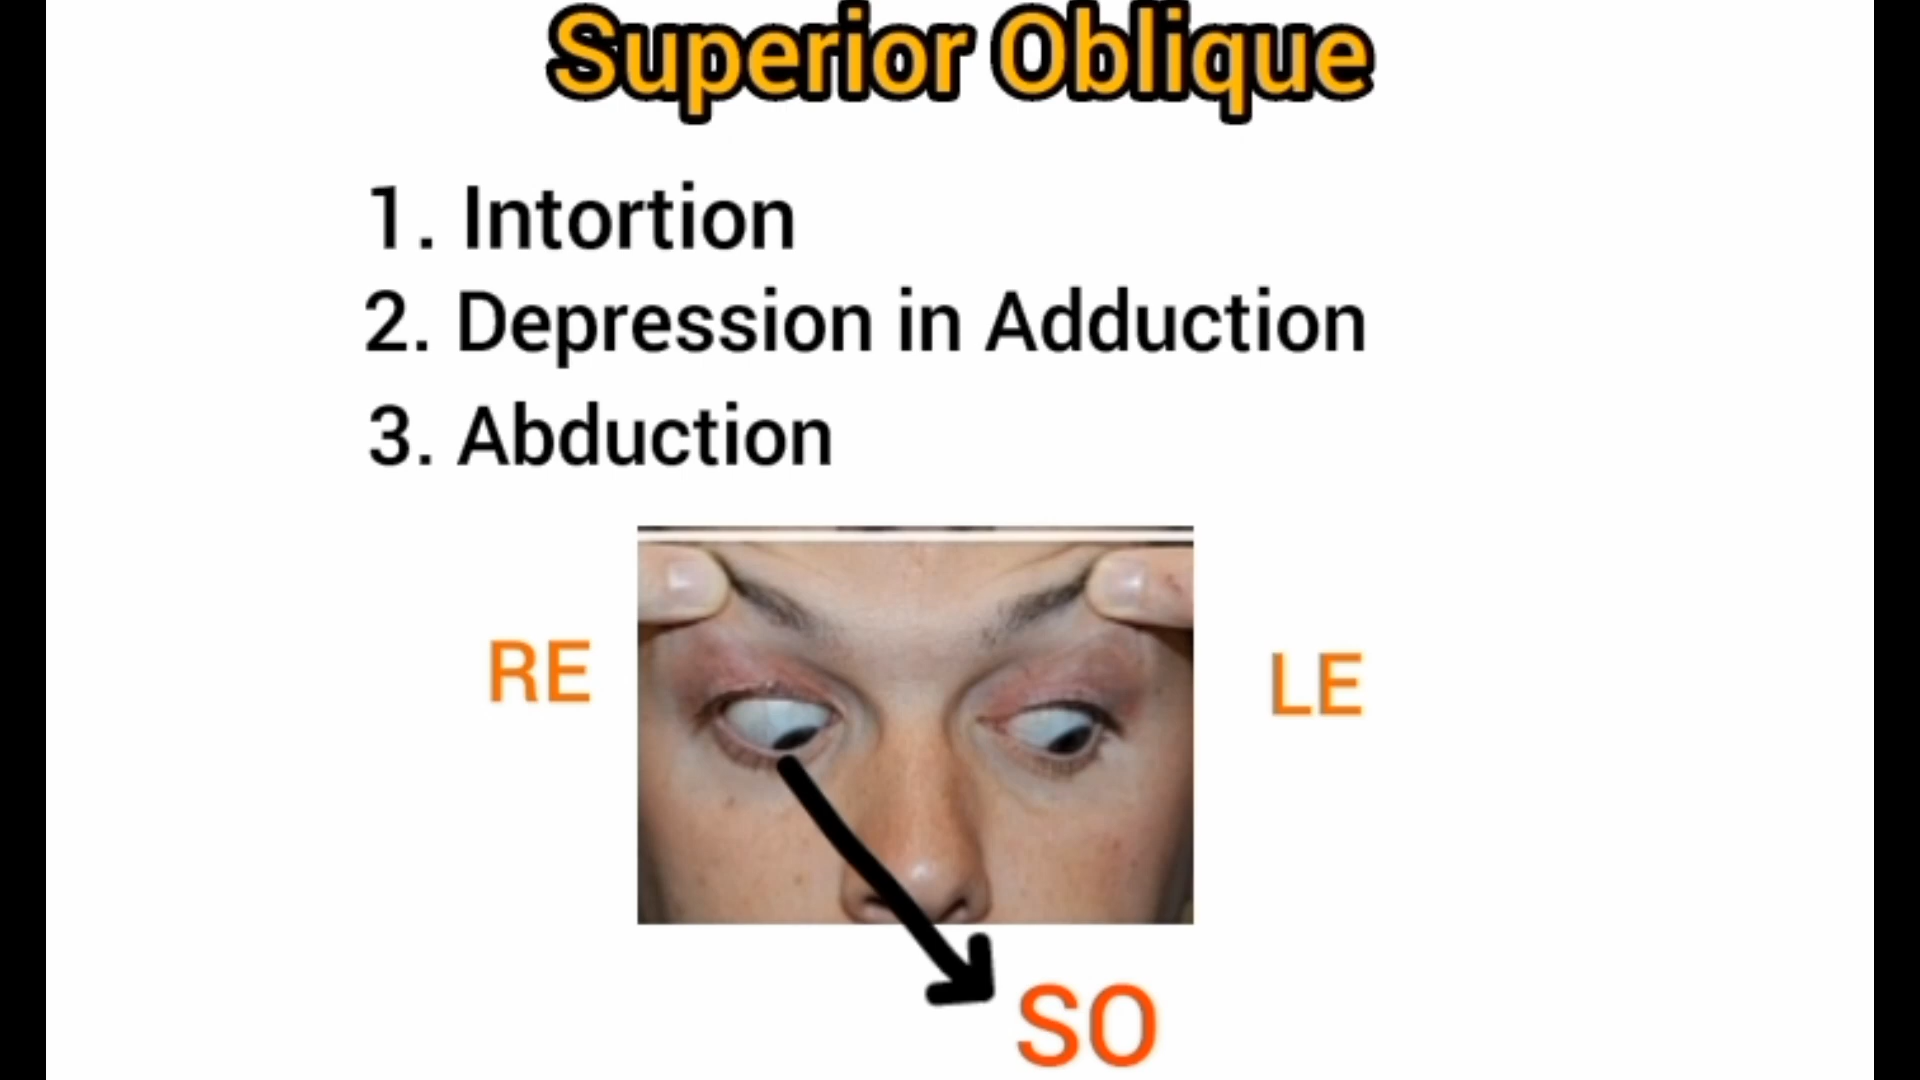 Superior Oblique
1. Intortion
2. Depression in Adduction
3. Abduction
RE
LE
SO